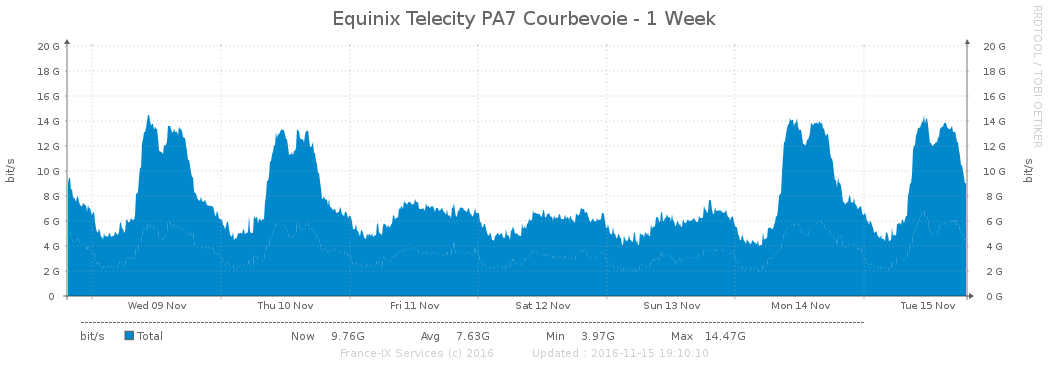 Equinix Telecity PA7 Courbevoie - 1 Week
RRDTOOL / TOBI OETIKER
20 G 20 G
18 G 18 G
16 G 16 G
14 G 14 G
12 G 12 G
10 G 10 G
8 G 8 G
6 G 6 G
4 G 4 G
2 G 2 G
0 0 G
bit/s bit/s
Wed 09 Nov Thu 10 Nov Fri 11 Nov Sat 12 Nov Sun 13 Nov Mon 14 Nov Tue 15 Nov
bit/s Total Now 9.76G Avg 7.63G Min 3.97G Max 14.47G
France-IX Services (c) 2016 Updated : 2016-11-15 19:10:10